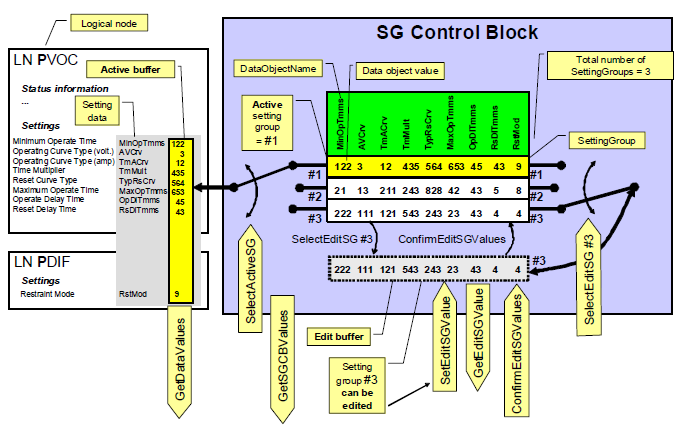 Logical node
SG Control Block
LN PVOC
Active buffer
Status information
...
Setting
data
Settings
Minimum Operate Time
Operating Curve Type (volt.)
Operating Curve Type (amp)
Time Multiplier
Reset Curve Type
Maximum Operate Time
Operate Delay Time
Reset Delay Time
MinOpTmms 122
AVCrv 3
TmACrv 12
TmMult 435
TypRsCrv 564
MaxOpTmms 653
OpDlTmms 45
RsDlTmms 43
LN PDIF
Settings
Restraint Mode RstMod 9
DataObjectName
Data object value
Total number of
SettingGroups = 3
Active
setting
group
= #1
SettingGroup
MinOpTmms
AVCrv
TmACrv
TmMult
TypRsCrv
MaxOpTmms
OpDlTmms
RsDlTmms
RstMod
#1 122 3 12 435 564 653 45 43 9 #1
#2 21 13 211 243 828 42 43 5 8 #2
#3 222 111 121 543 243 23 43 4 4 #3
SelectEditSG #3
ConfirmEditSGValues
222 111 121 543 243 23 43 4 4 #3
Edit buffer
Setting
group #3
can be
edited
GetDataValues
SelectActiveSG
GetSGCBValues
SetEditSGValue
GetEditSGValue
ConfirmEditSGValues
SelectEditSG #3